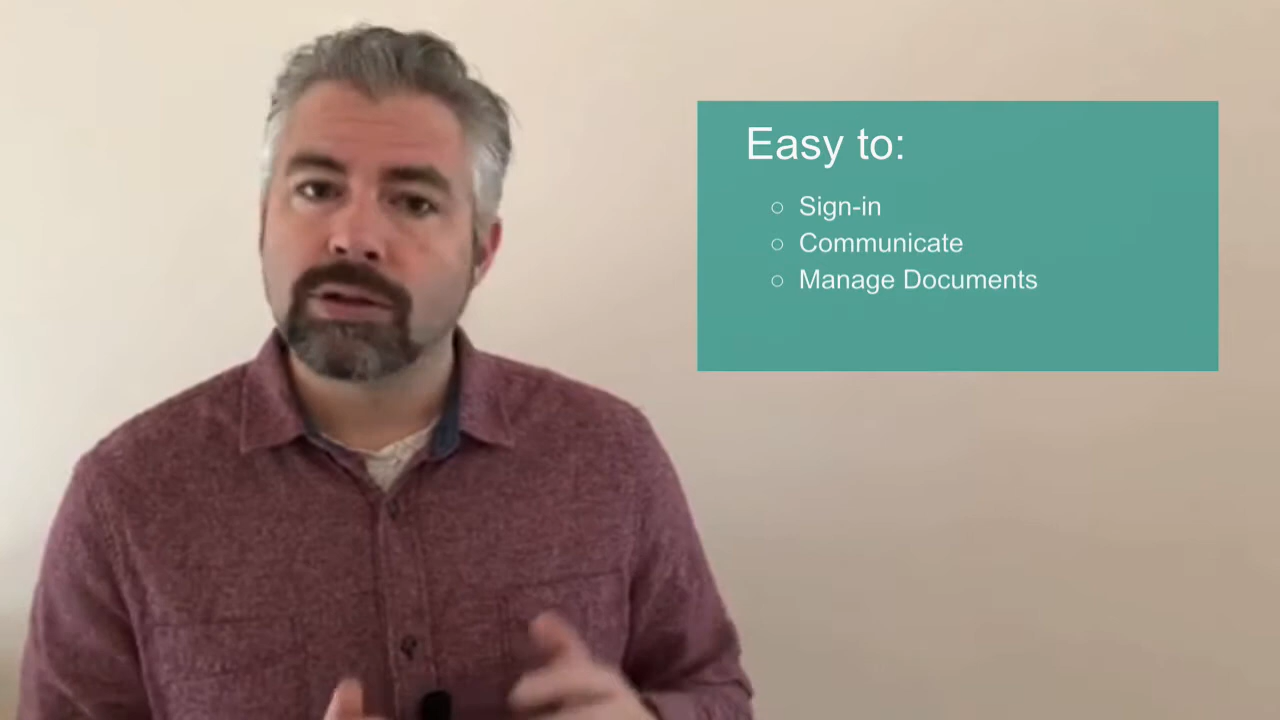 Easy to:
○ Sign-in
○ Communicate
○ Manage Documents